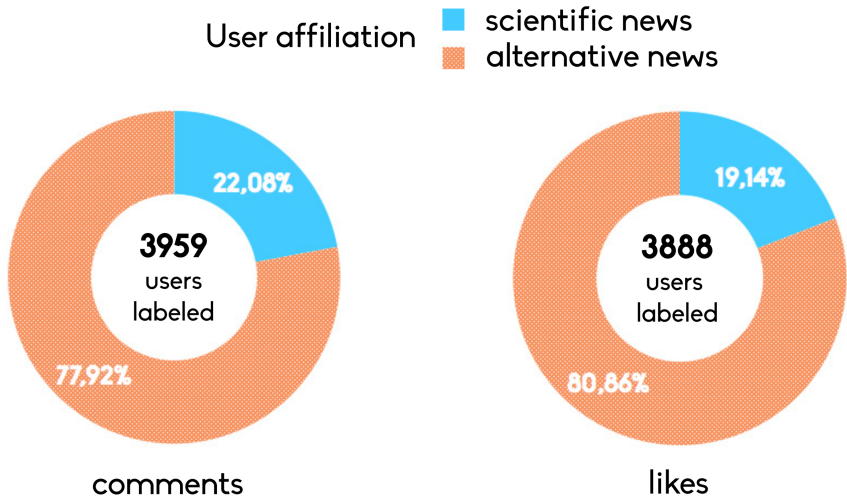 User affiliation
scientific news
alternative news
22,08%
3959
users
labeled
77,92%
comments
19,14%
3888
users
labeled
80,86%
likes